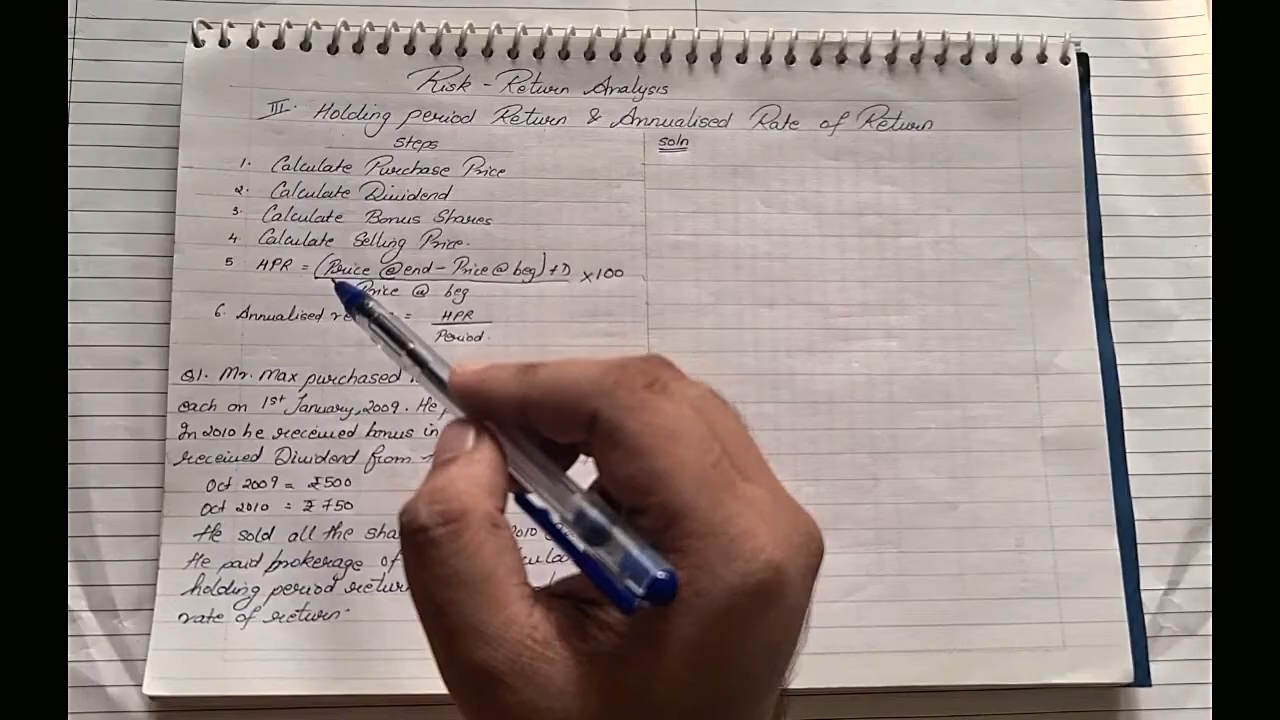 Risk - Return Analysis
III. Holding period Return & Annualised Rate of Return
Steps
1. Calculate Purchase Price
2. Calculate Dividend
3. Calculate Bonus Shares
4. Calculate Selling Price.
5 HPR = (Price @end - Price @ beg) + D × 100
Price @ beg
6. Annualised = HPR
Period.
Q1. Mr. Max purchased
each on 1st January, 2009. He
In 2010 he received bonus in
received Dividend from
Oct 2009 = ₹500
Oct 2010 = ₹750
He sold all the 2010
He paid brokerage of
holding period
rate of return.
soln